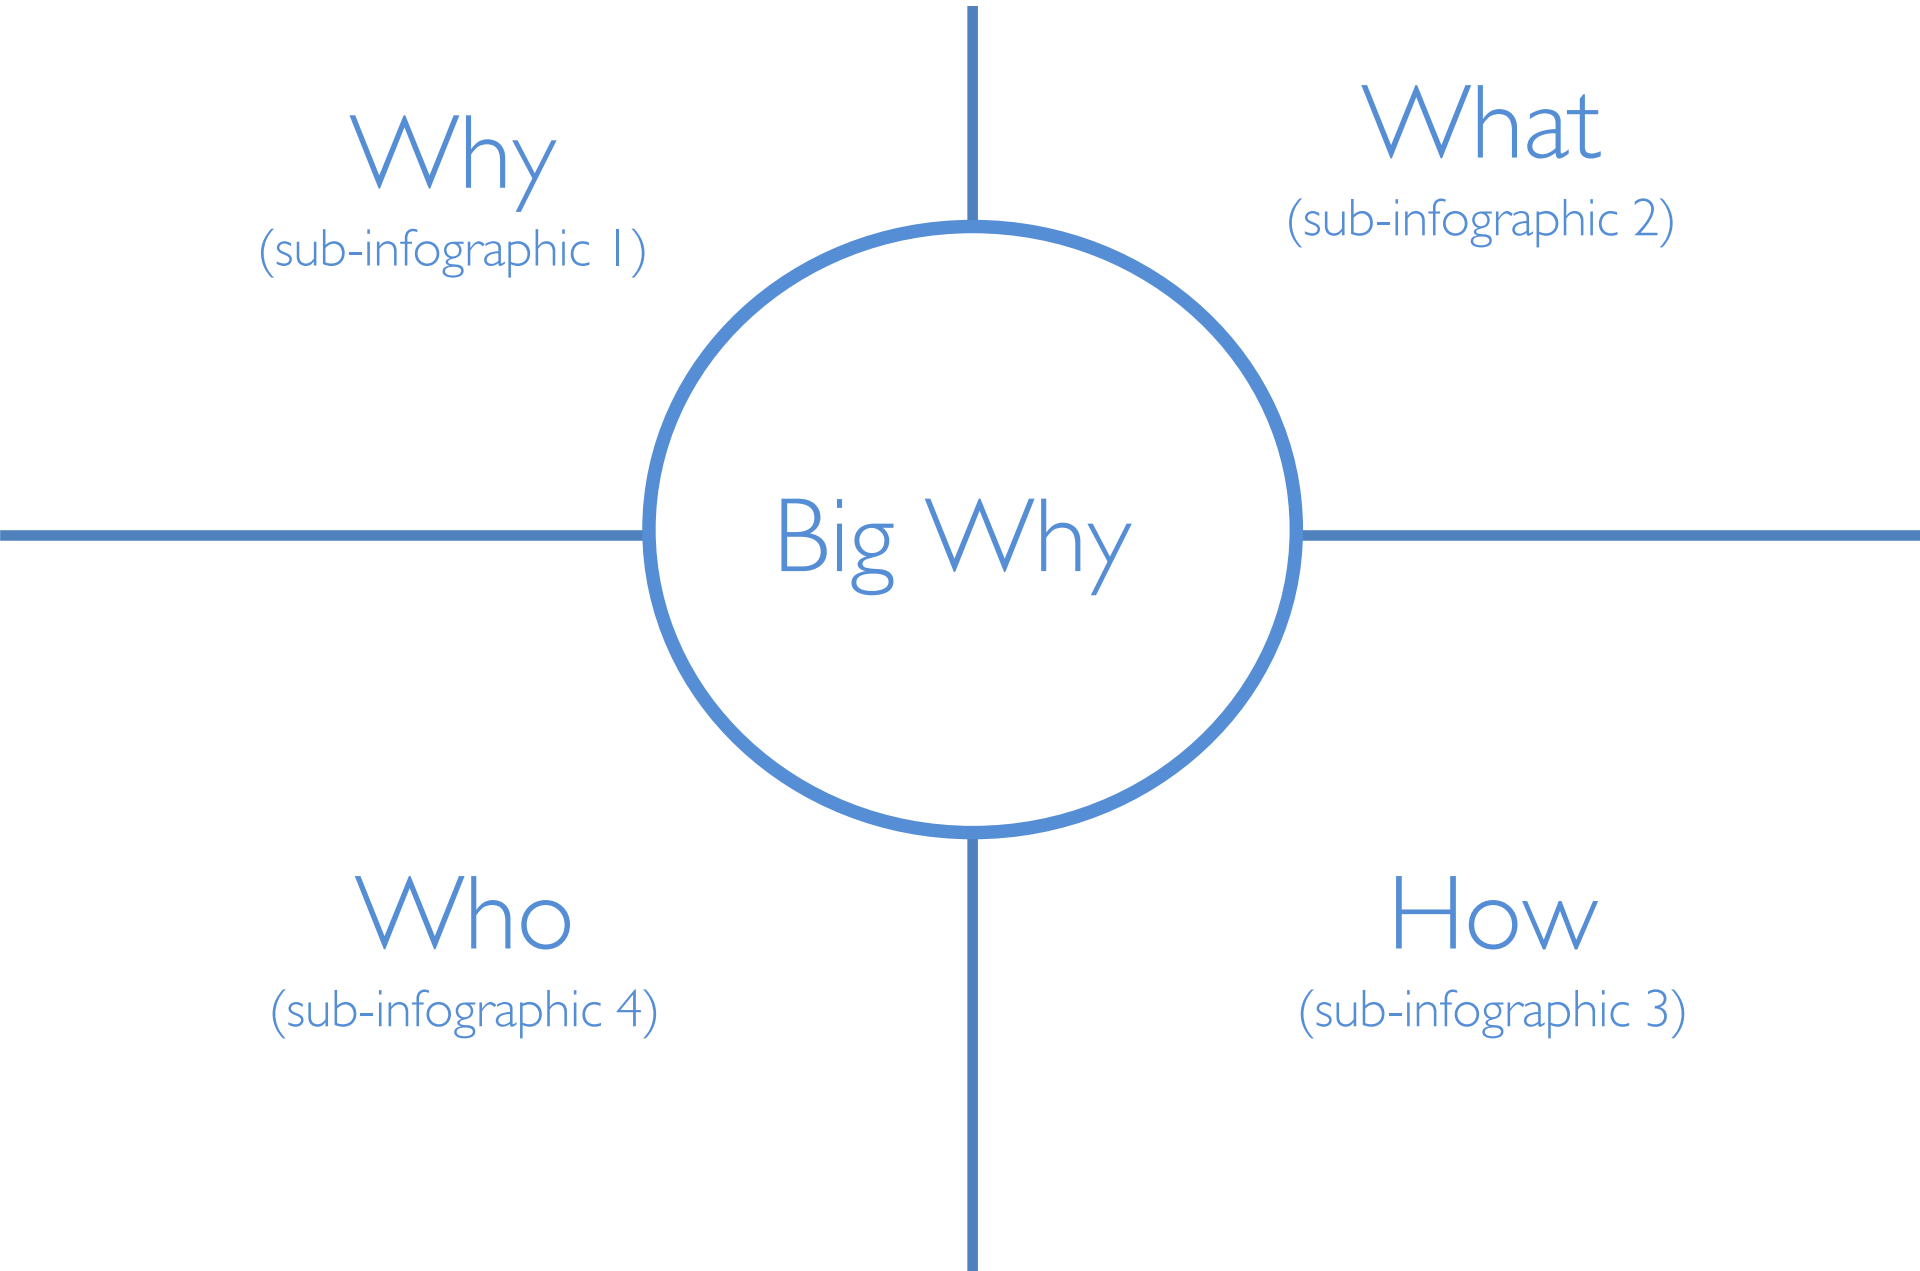 Why
(sub-infographic 1)
What
(sub-infographic 2)
Big Why
Who
(sub-infographic 4)
How
(sub-infographic 3)